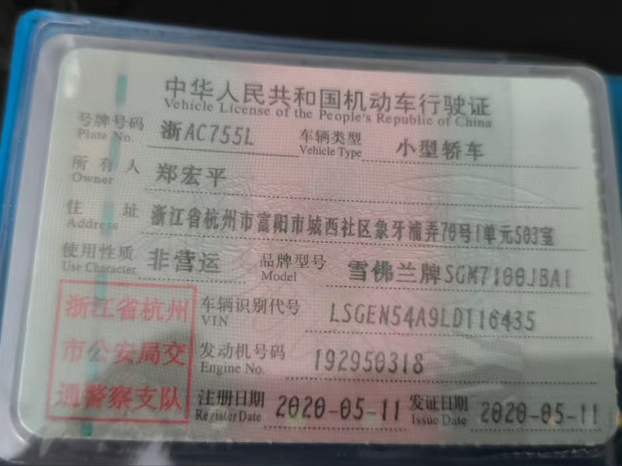 中华人民共和国机动车行驶证
Vehicle License of the People's Republic of China
号牌号码 浙AC755L 车辆类型 小型轿车
Plate No. Vehicle Type
所有人 郑宏平
Owner
住址 浙江省杭州市富阳市城西社区象牙浦弄70号1单元503室
Address
使用性质 非营运 品牌型号 雪佛兰牌SGM7100JBA1
Use Character Model
浙江省杭州 车辆识别代号 LSGEN54A9LD116435
VIN
市公安局交 发动机号码 192950318
Engine No.
通警察支队 注册日期 2020-05-11 发证日期 2020-05-11
Register Date Issue Date